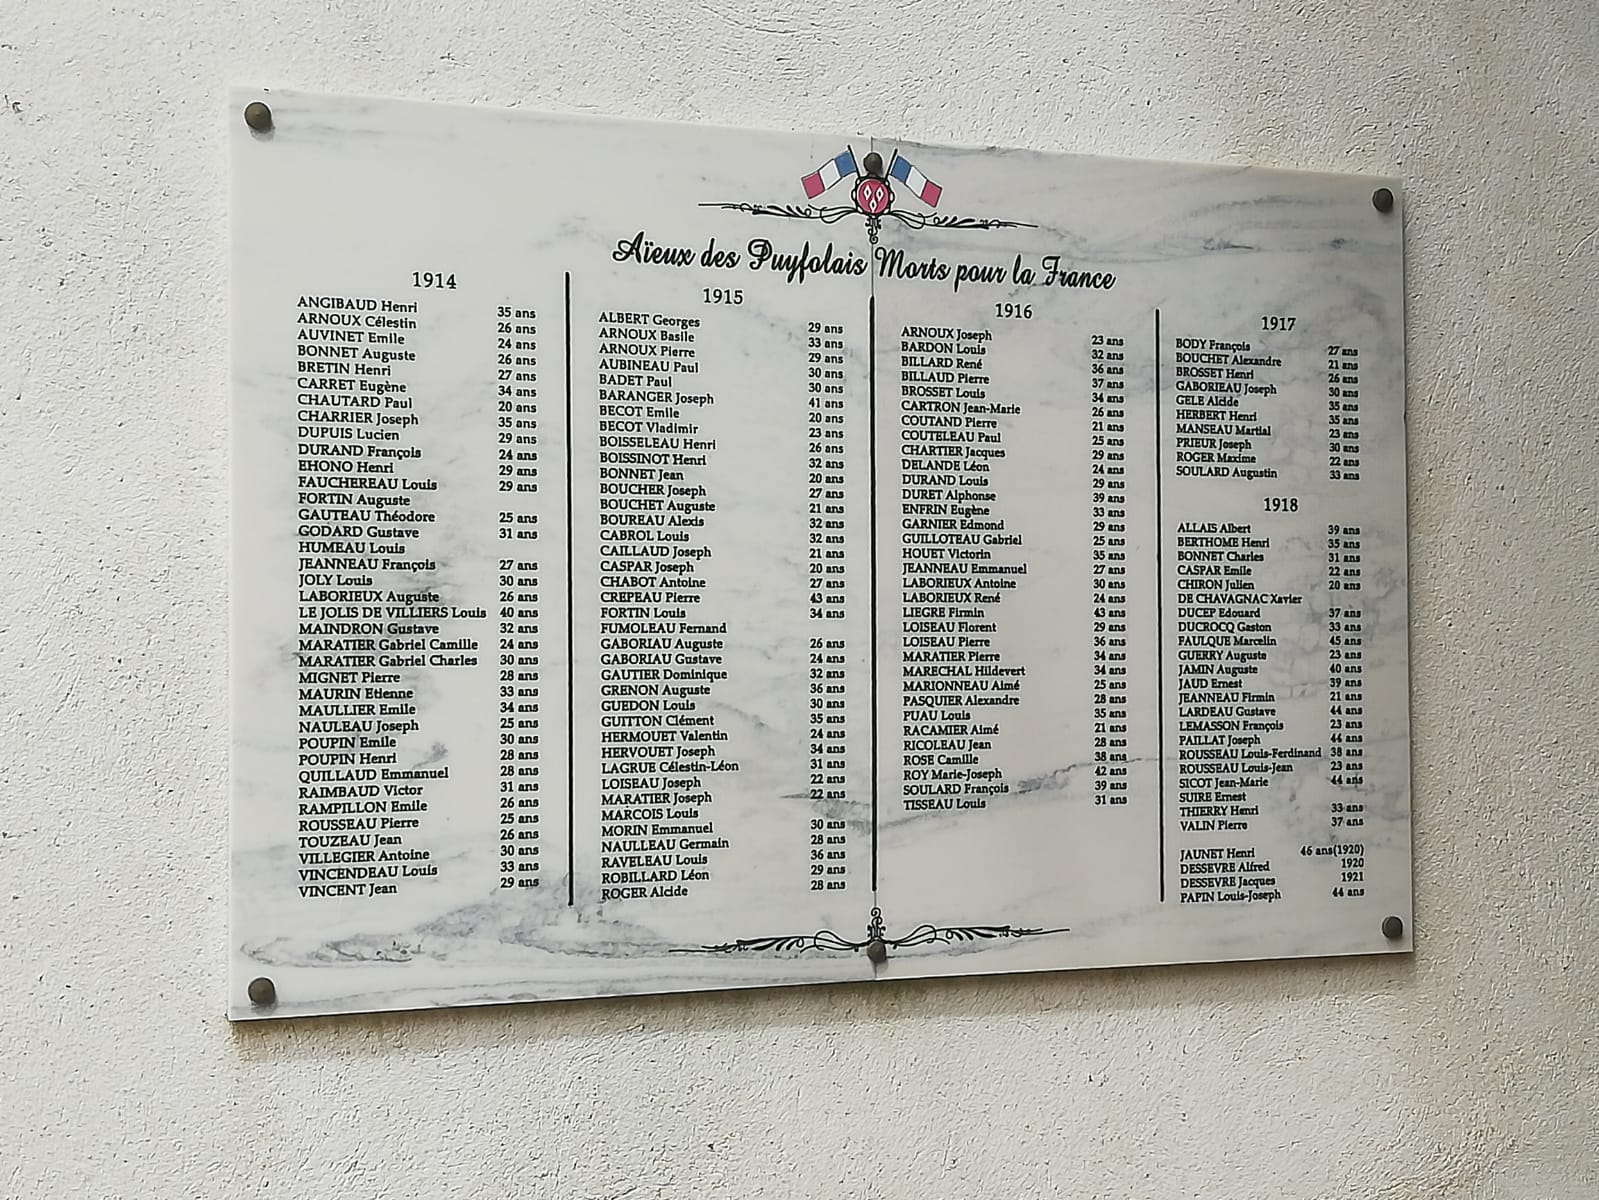 Aïeux des Puyfolais Morts pour la France
1914
ANGIBAUD Henri 35 ans
ARNOUX Célestin 26 ans
AUVINET Emile 24 ans
BONNET Auguste 26 ans
BRETIN Henri 27 ans
CARRET Eugène 34 ans
CHAUTARD Paul 20 ans
CHARRIER Joseph 35 ans
DUPUIS Lucien 29 ans
DURAND François 24 ans
EHONO Henri 29 ans
FAUCHEREAU Louis 29 ans
FORTIN Auguste
GAUTEAU Théodore 25 ans
GODARD Gustave 31 ans
HUMEAU Louis
JEANNEAU François 27 ans
JOLY Louis 30 ans
LABORIEUX Auguste 26 ans
LE JOLIS DE VILLIERS Louis 40 ans
MAINDRON Gustave 32 ans
MARATIER Gabriel Camille 24 ans
MARATIER Gabriel Charles 30 ans
MIGNET Pierre 28 ans
MAURIN Etienne 33 ans
MAULLIER Emile 34 ans
NAULEAU Joseph 25 ans
POUPIN Emile 30 ans
POUPIN Henri 28 ans
QUILLAUD Emmanuel 28 ans
RAIMBAUD Victor 31 ans
RAMPILLON Emile 26 ans
ROUSSEAU Pierre 25 ans
TOUZEAU Jean 26 ans
VILLEGIER Antoine 30 ans
VINCENDEAU Louis 33 ans
VINCENT Jean 29 ans
1915
ALBERT Georges 29 ans
ARNOUX Basile 33 ans
ARNOUX Pierre 29 ans
AUBINEAU Paul 30 ans
BADET Paul 30 ans
BARANGER Joseph 41 ans
BECOT Emile 20 ans
BECOT Vladimir 23 ans
BOISSELEAU Henri 26 ans
BOISSINOT Henri 32 ans
BONNET Jean 20 ans
BOUCHER Joseph 27 ans
BOUCHET Auguste 21 ans
BOUREAU Alexis 32 ans
CABROL Louis 32 ans
CAILLAUD Joseph 21 ans
CASPAR Joseph 20 ans
CHABOT Antoine 27 ans
CREPEAU Pierre 43 ans
FORTIN Louis 34 ans
FUMOLEAU Fernand
GABORIAU Auguste 26 ans
GABORIAU Gustave 24 ans
GAUTIER Dominique 32 ans
GRENON Auguste 36 ans
GUEDON Louis 30 ans
GUITTON Clément 35 ans
HERMOUET Valentin 24 ans
HERVOUET Joseph 34 ans
LAGRUE Célestin-Léon 31 ans
LOISEAU Joseph 22 ans
MARATIER Joseph 22 ans
MARCOIS Louis
MORIN Emmanuel 30 ans
NAULLEAU Germain 28 ans
RAVELEAU Louis 36 ans
ROBILLARD Léon 29 ans
ROGER Alcide 28 ans
1916
ARNOUX Joseph 23 ans
BARDON Louis 32 ans
BILLARD René 36 ans
BILLAUD Pierre 37 ans
BROSSET Louis 34 ans
CARTRON Jean-Marie 26 ans
COUTAND Pierre 21 ans
COUTELEAU Paul 25 ans
CHARTIER Jacques 29 ans
DELANDE Léon 24 ans
DURAND Louis 29 ans
DURET Alphonse 39 ans
ENFRIN Eugène 33 ans
GARNIER Edmond 29 ans
GUILLOTEAU Gabriel 25 ans
HOUET Victorin 35 ans
JEANNEAU Emmanuel 27 ans
LABORIEUX Antoine 30 ans
LABORIEUX René 24 ans
LIEGRE Firmin 43 ans
LOISEAU Florent 29 ans
LOISEAU Pierre 36 ans
MARATIER Pierre 34 ans
MARECHAL Hildevert 34 ans
MARIONNEAU Aimé 25 ans
PASQUIER Alexandre 28 ans
PUAU Louis 35 ans
RACAMIER Aimé 21 ans
RICOLEAU Jean 28 ans
ROSE Camille 38 ans
ROY Marie-Joseph 42 ans
SOULARD François 39 ans
TISSEAU Louis 31 ans
1917
BODY François 27 ans
BOUCHET Alexandre 21 ans
BROSSET Henri 26 ans
GABORIEAU Joseph 30 ans
GELE Alcide 35 ans
HERBERT Henri 35 ans
MANSEAU Martial 23 ans
PRIEUR Joseph 30 ans
ROGER Maxime 22 ans
SOULARD Augustin 33 ans
1918
ALLAIS Albert 39 ans
BERTHOME Henri 35 ans
BONNET Charles 31 ans
CASPAR Emile 22 ans
CHIRON Julien 20 ans
DE CHAVAGNAC Xavier
DUCEP Edouard 37 ans
DUCROCQ Gaston 33 ans
FAULQUE Marcelin 45 ans
GUERRY Auguste 23 ans
JAMIN Auguste 40 ans
JAUD Ernest 39 ans
JEANNEAU Firmin 21 ans
LARDEAU Gustave 44 ans
LEMASSON François 23 ans
PAILLAT Joseph 44 ans
ROUSSEAU Louis-Ferdinand 38 ans
ROUSSEAU Louis-Jean 23 ans
SICOT Jean-Marie 44 ans
SUIRE Ernest
THIERRY Henri 33 ans
VALIN Pierre 37 ans
JAUNET Henri 46 ans(1920)
DESSEVRE Alfred 1920
DESSEVRE Jacques 1921
PAPIN Louis-Joseph 44 ans